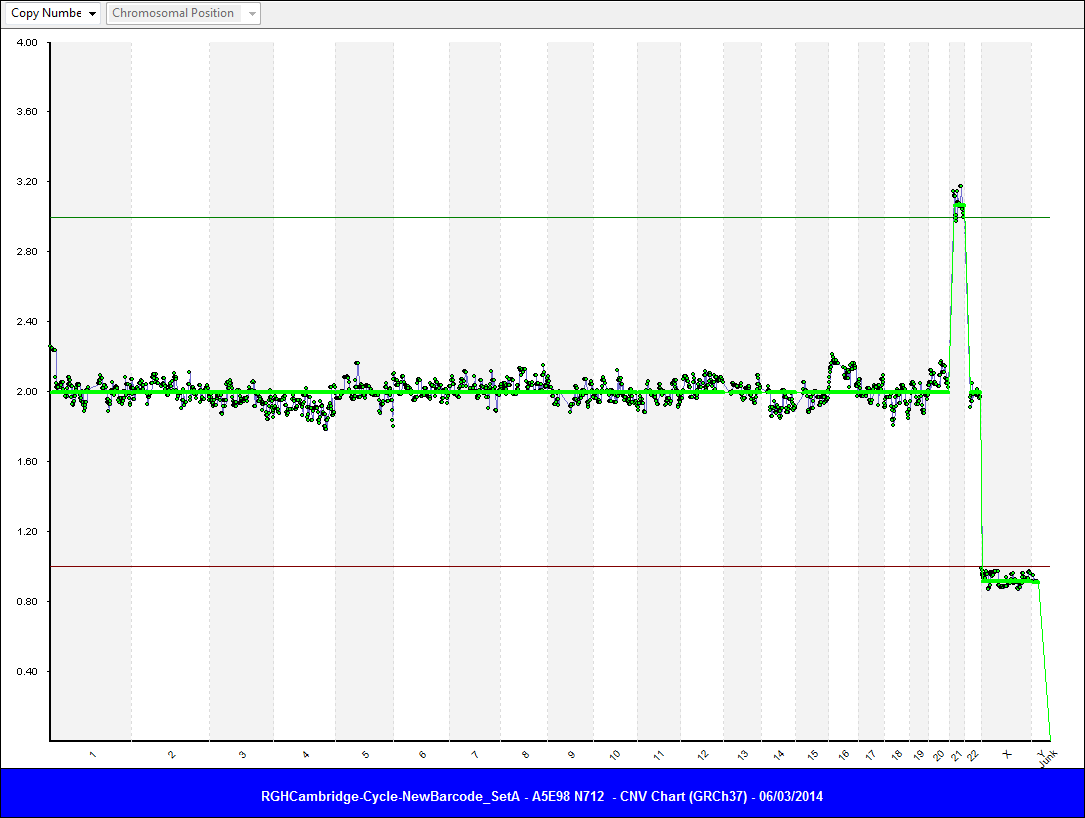 Copy Numbe
Chromosomal Position
4.00
3.60
3.20
2.80
2.40
2.00
1.60
1.20
0.80
0.40
1 2 3 4 5 6 7 8 9 10 11 12 13 14 15 16 17 18 19 20 21 22 X Y
Junk
RGHCambridge-Cycle-NewBarcode_SetA - A5E98 N712 - CNV Chart (GRCh37) - 06/03/2014